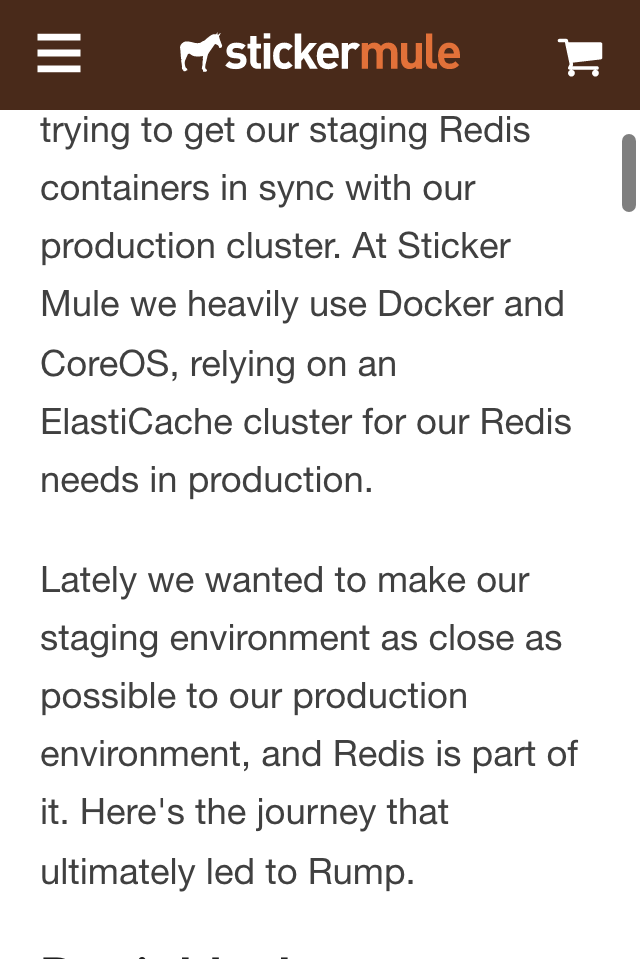 stickermule
trying to get our staging Redis
containers in sync with our
production cluster. At Sticker
Mule we heavily use Docker and
CoreOS, relying on an
ElastiCache cluster for our Redis
needs in production.
Lately we wanted to make our
staging environment as close as
possible to our production
environment, and Redis is part of
it. Here's the journey that
ultimately led to Rump.